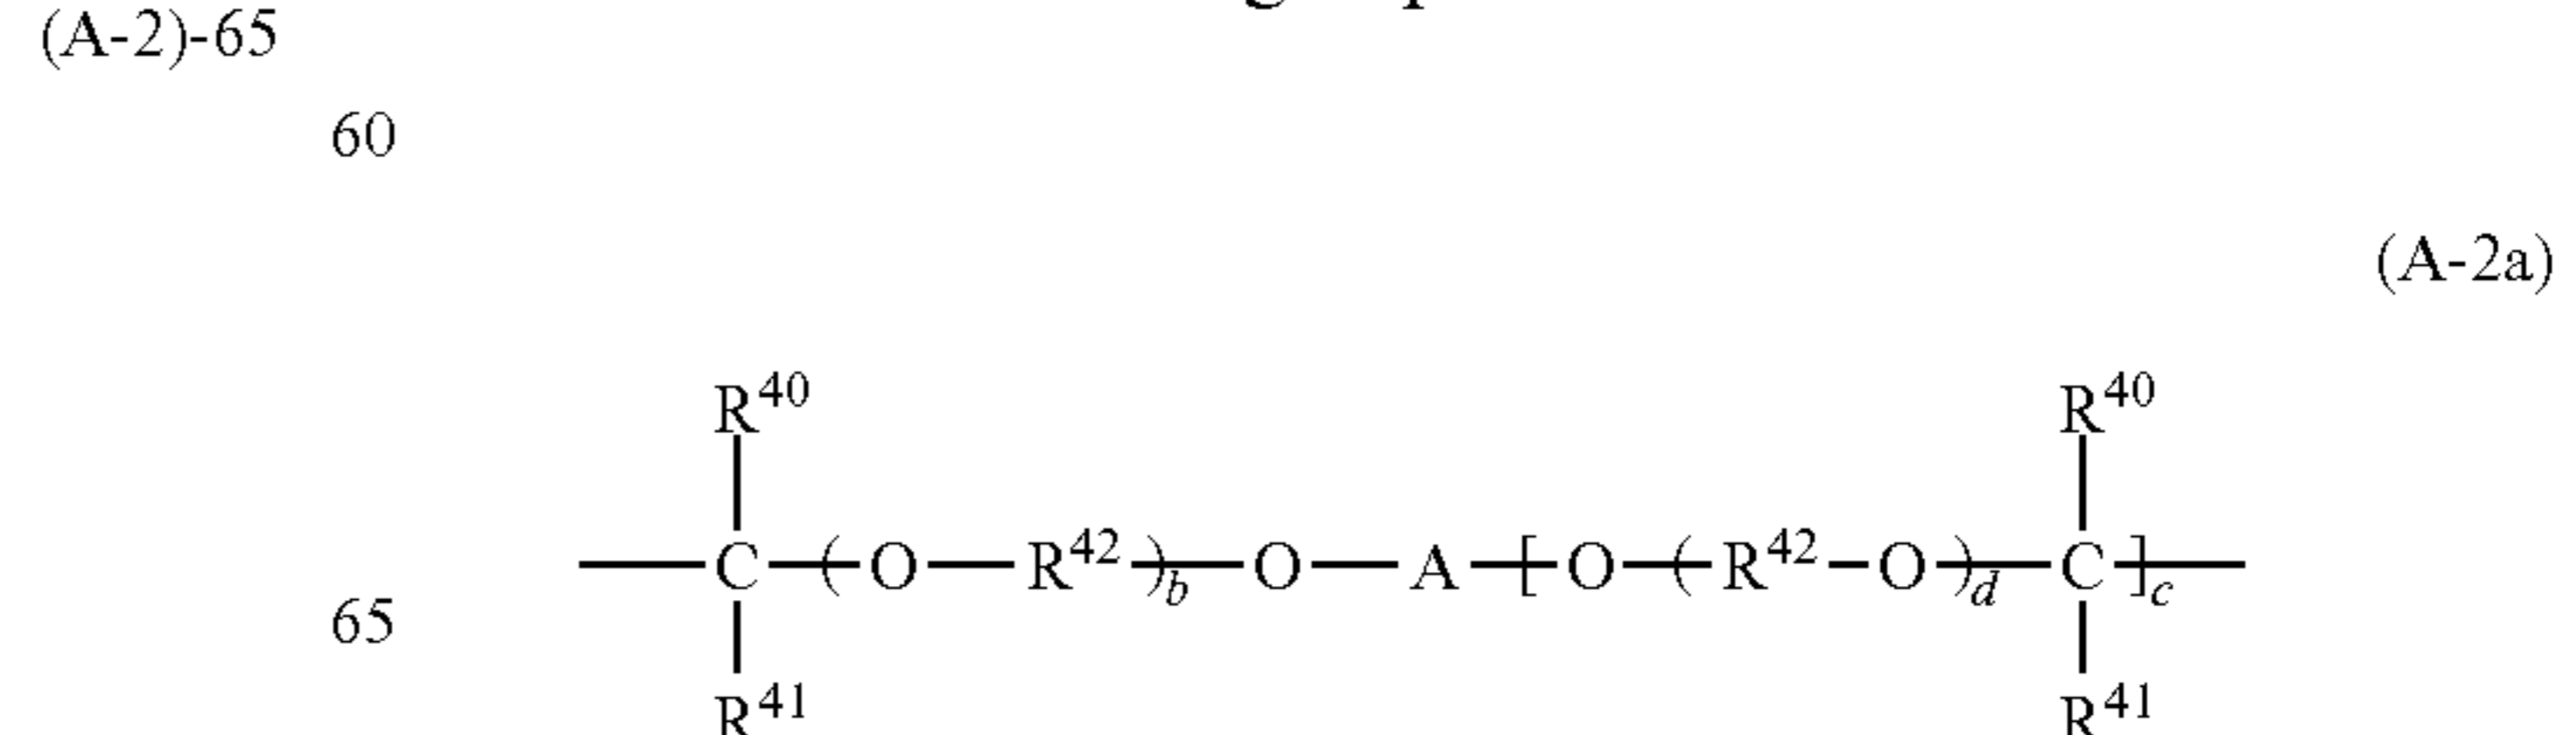 (A-2)-65
60
(A-2a)
R⁴⁰ R⁴⁰
—C—(O—R⁴²)b—O—A—[O—(R⁴²—O)d—C]c—
65
R⁴¹ R⁴¹